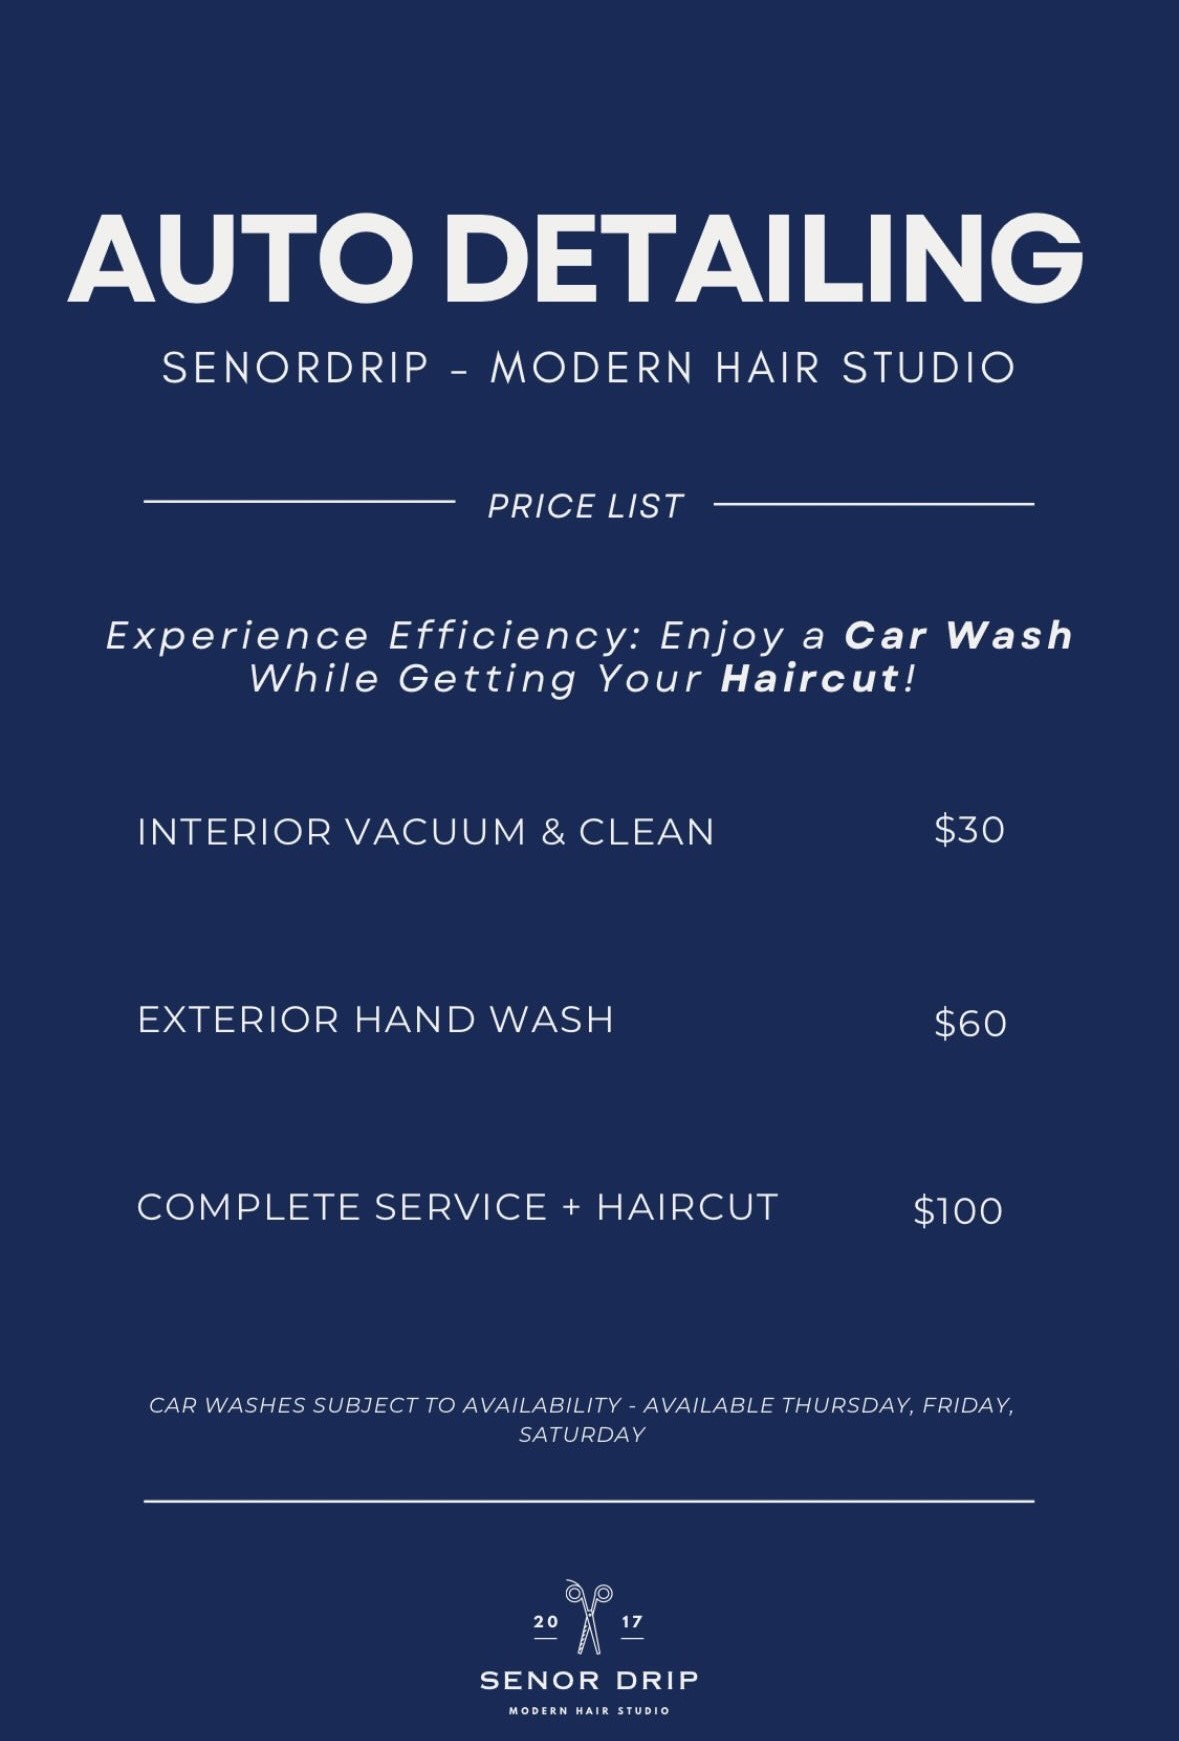 AUTO DETAILING
SENORDRIP - MODERN HAIR STUDIO
PRICE LIST
Experience Efficiency: Enjoy a Car Wash
While Getting Your Haircut!
INTERIOR VACUUM & CLEAN $30
EXTERIOR HAND WASH $60
COMPLETE SERVICE + HAIRCUT $100
CAR WASHES SUBJECT TO AVAILABILITY - AVAILABLE THURSDAY, FRIDAY,
SATURDAY
20 17
SENOR DRIP
MODERN HAIR STUDIO